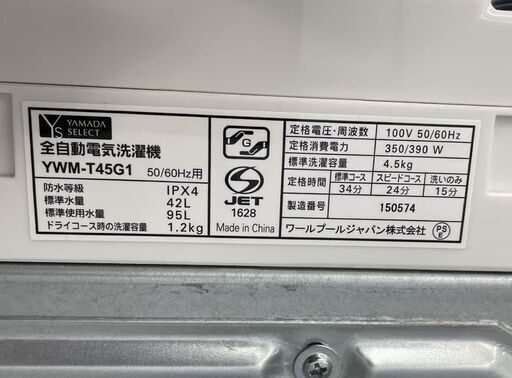 YS YAMADA
SELECT
全自動電気洗濯機
YWM-T45G1 50/60Hz用
防水等級 IPX4
標準水量 42L
標準使用水量 95L
ドライコース時の洗濯容量 1.2kg
G
S
JET
1628
Made in China
定格電圧・周波数 100V 50/60Hz
定格消費電力 350/390 W
標準洗濯容量 4.5kg
定格時間 標準コース 34分 スピードコース 24分 洗いのみ 15分
製造番号 150574
ワールプールジャパン株式会社
PS
E